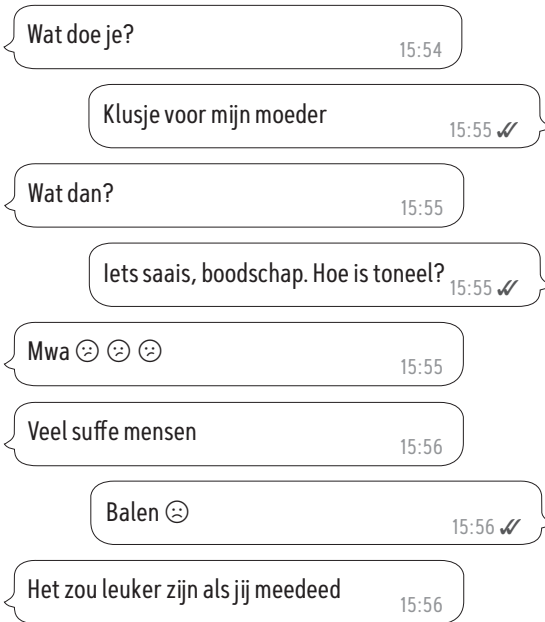 Wat doe je?
15:54
Klusje voor mijn moeder
15:55
Wat dan?
15:55
Iets saais, boodschap. Hoe is toneel?
15:55
Mwa 😕 😕 😕
15:55
Veel suffe mensen
15:56
Balen ☹
15:56
Het zou leuker zijn als jij meedeed
15:56